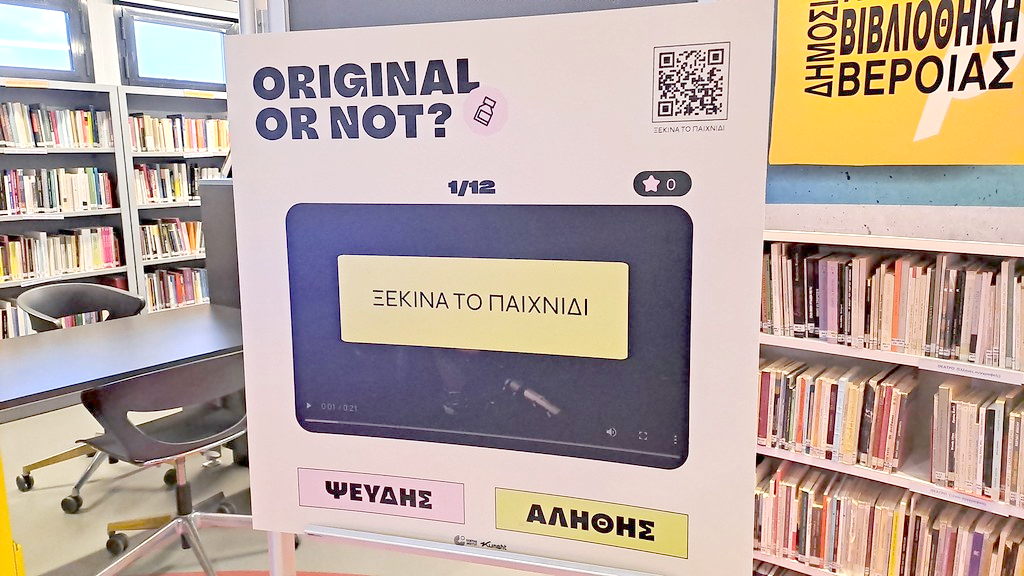 ORIGINAL
OR NOT?
ΞΕΚΙΝΑ ΤΟ ΠΑΙΧΝΙΔΙ
1/12
0
ΞΕΚΙΝΑ ΤΟ ΠΑΙΧΝΙΔΙ
0:01 / 0:21
ΨΕΥΔΗΣ
ΑΛΗΘΗΣ
ΔΗΜΟΣΙ
ΒΙΒΛΙΟΘΗΚΗ
ΒΕΡΟΙΑΣ